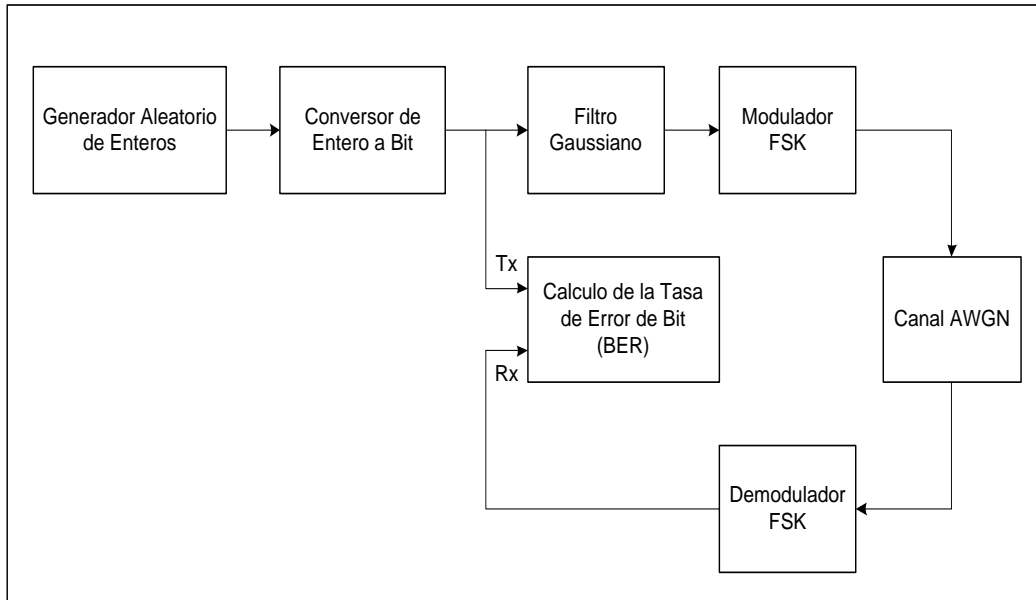 Generador Aleatorio
de Enteros
Conversor de
Entero a Bit
Filtro
Gaussiano
Modulador
FSK
Tx
Calculo de la Tasa
de Error de Bit
(BER)
Rx
Canal AWGN
Demodulador
FSK